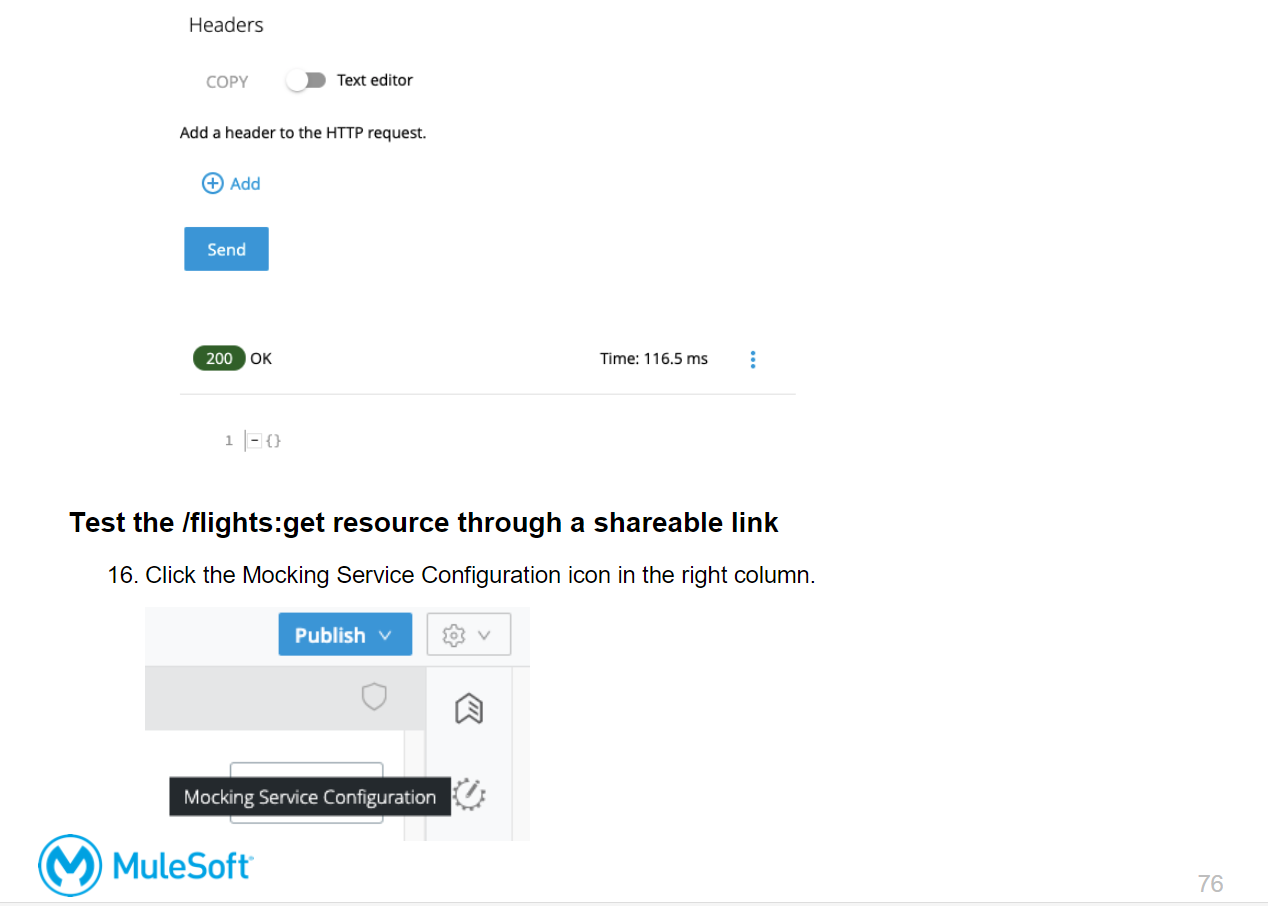 Headers
COPY Text editor
Add a header to the HTTP request.
Add
Send
200 OK Time: 116.5 ms
1 {}
Test the /flights:get resource through a shareable link
16. Click the Mocking Service Configuration icon in the right column.
Publish
Mocking Service Configuration
MuleSoft
76